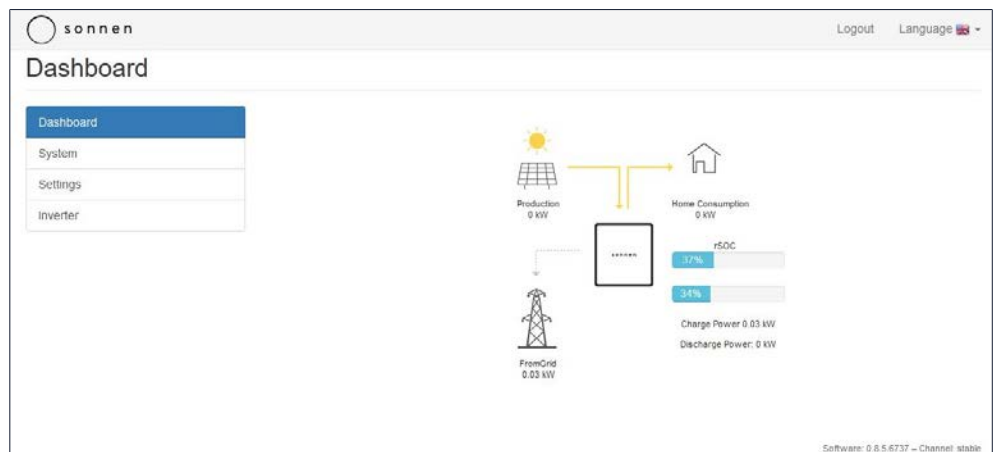 sonnen
Logout Language
Dashboard
Dashboard
System
Settings
Inverter
Production
0 kW
Home Consumption
0 kW
sonnen
rSOC
37%
34%
Charge Power 0.03 kW
Discharge Power: 0 kW
FromGrid
0.03 kW
Software: 0.8.5.6737 – Channel: stable